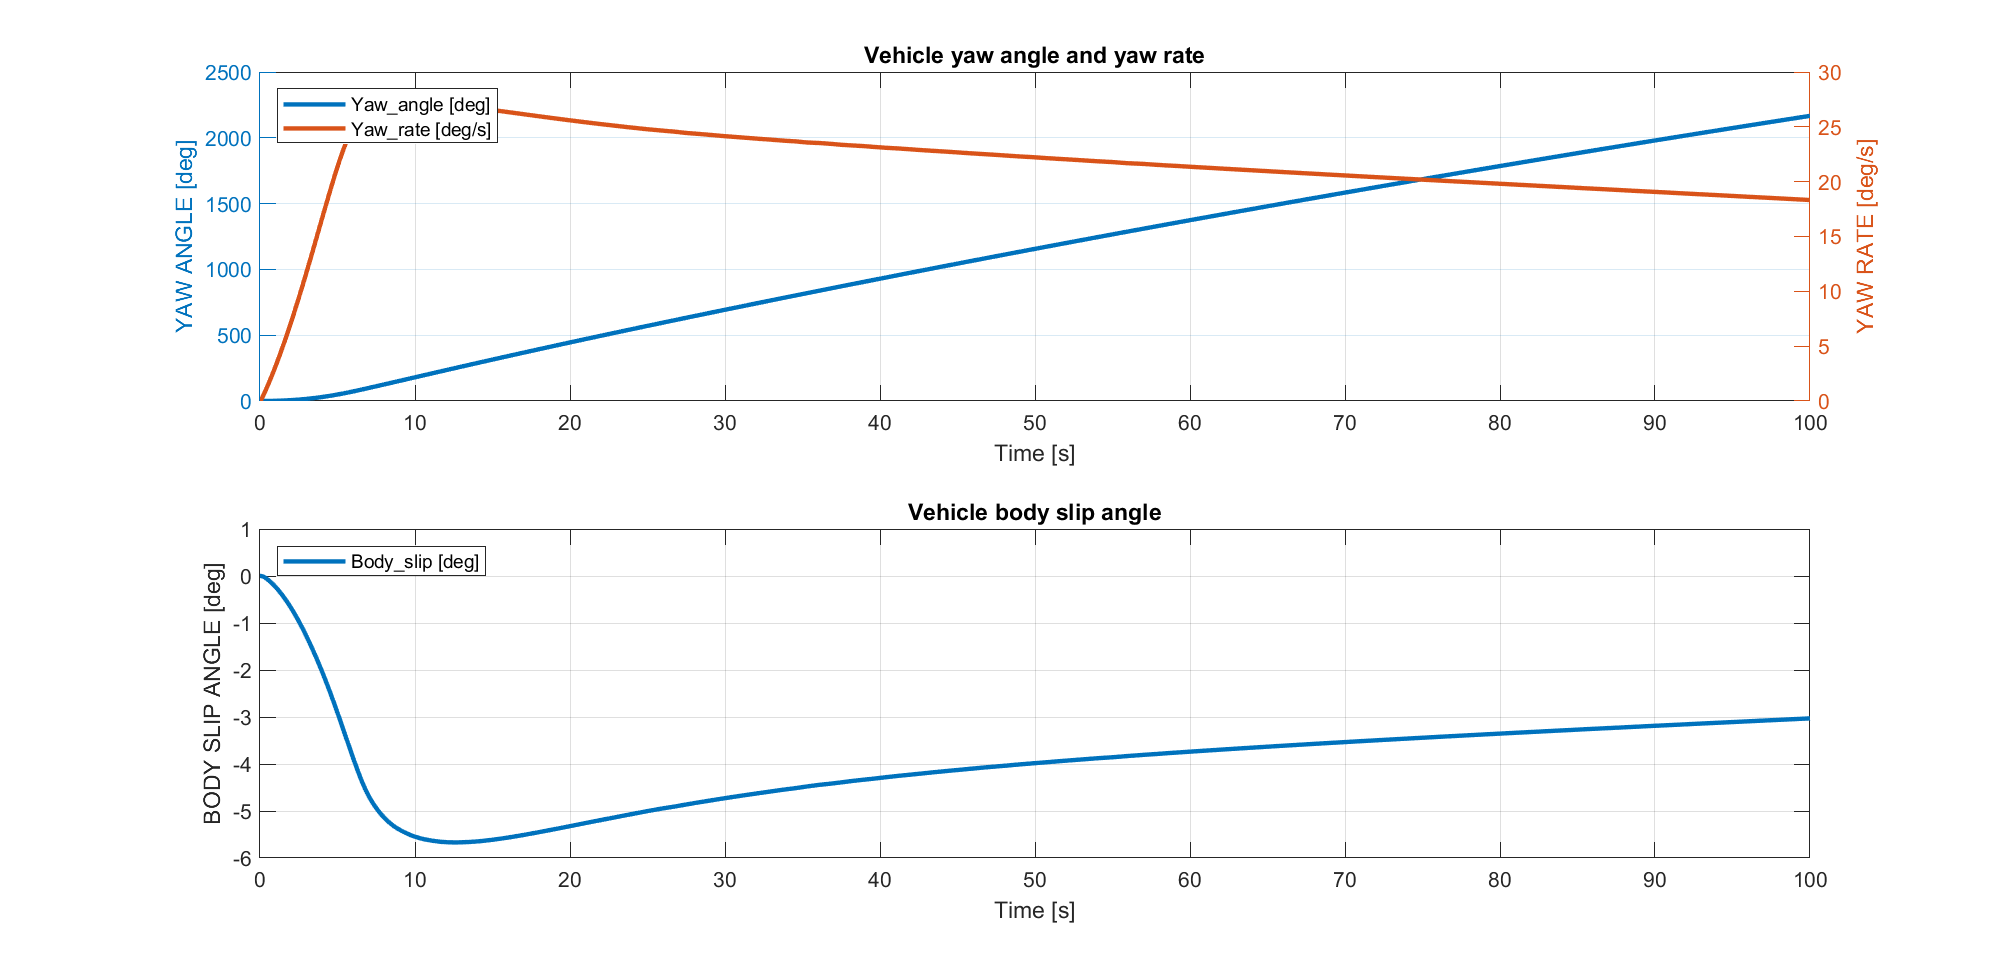 Vehicle yaw angle and yaw rate
Yaw_angle [deg]
Yaw_rate [deg/s]
YAW ANGLE [deg]
2500
2000
1500
1000
500
0
YAW RATE [deg/s]
30
25
20
15
10
5
0
0 10 20 30 40 50 60 70 80 90 100
Time [s]
Vehicle body slip angle
Body_slip [deg]
BODY SLIP ANGLE [deg]
1
0
-1
-2
-3
-4
-5
-6
0 10 20 30 40 50 60 70 80 90 100
Time [s]